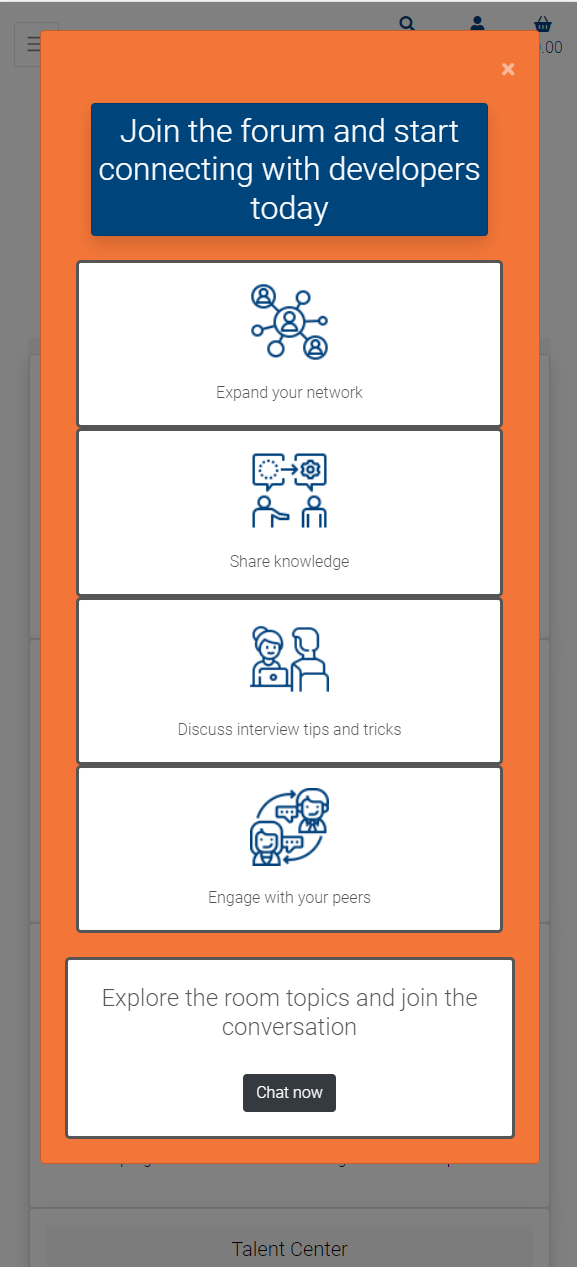 .00
×
Join the forum and start
connecting with developers
today
Expand your network
Share knowledge
Discuss interview tips and tricks
Engage with your peers
Explore the room topics and join the
conversation
Chat now
Talent Center